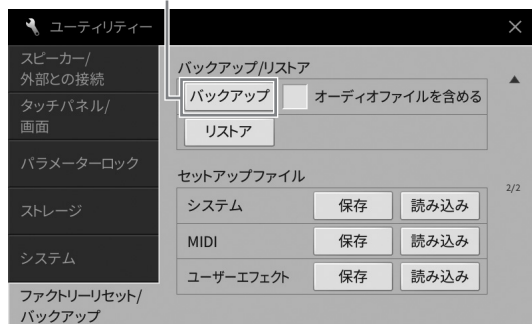 ユーティリティー
×
スピーカー/
外部との接続
タッチパネル/
画面
パラメーターロック
ストレージ
システム
ファクトリーリセット/
バックアップ
バックアップ/リストア
バックアップ オーディオファイルを含める
リストア
セットアップファイル
システム 保存 読み込み
MIDI 保存 読み込み
ユーザーエフェクト 保存 読み込み
▲
2/2